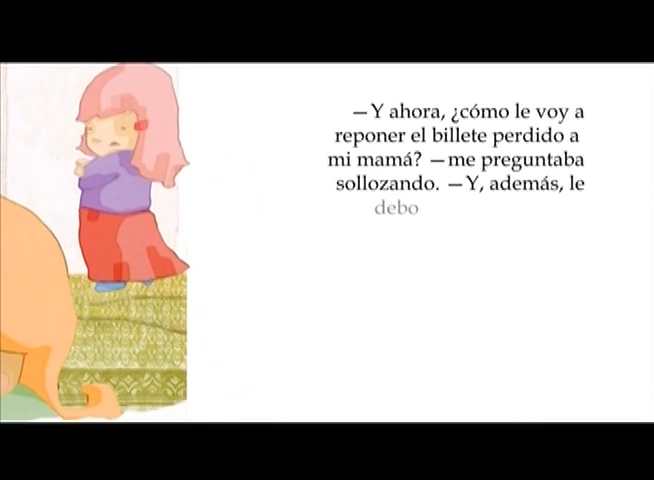 —Y ahora, ¿cómo le voy a
reponer el billete perdido a
mi mamá? —me preguntaba
sollozando. —Y, además, le
debo